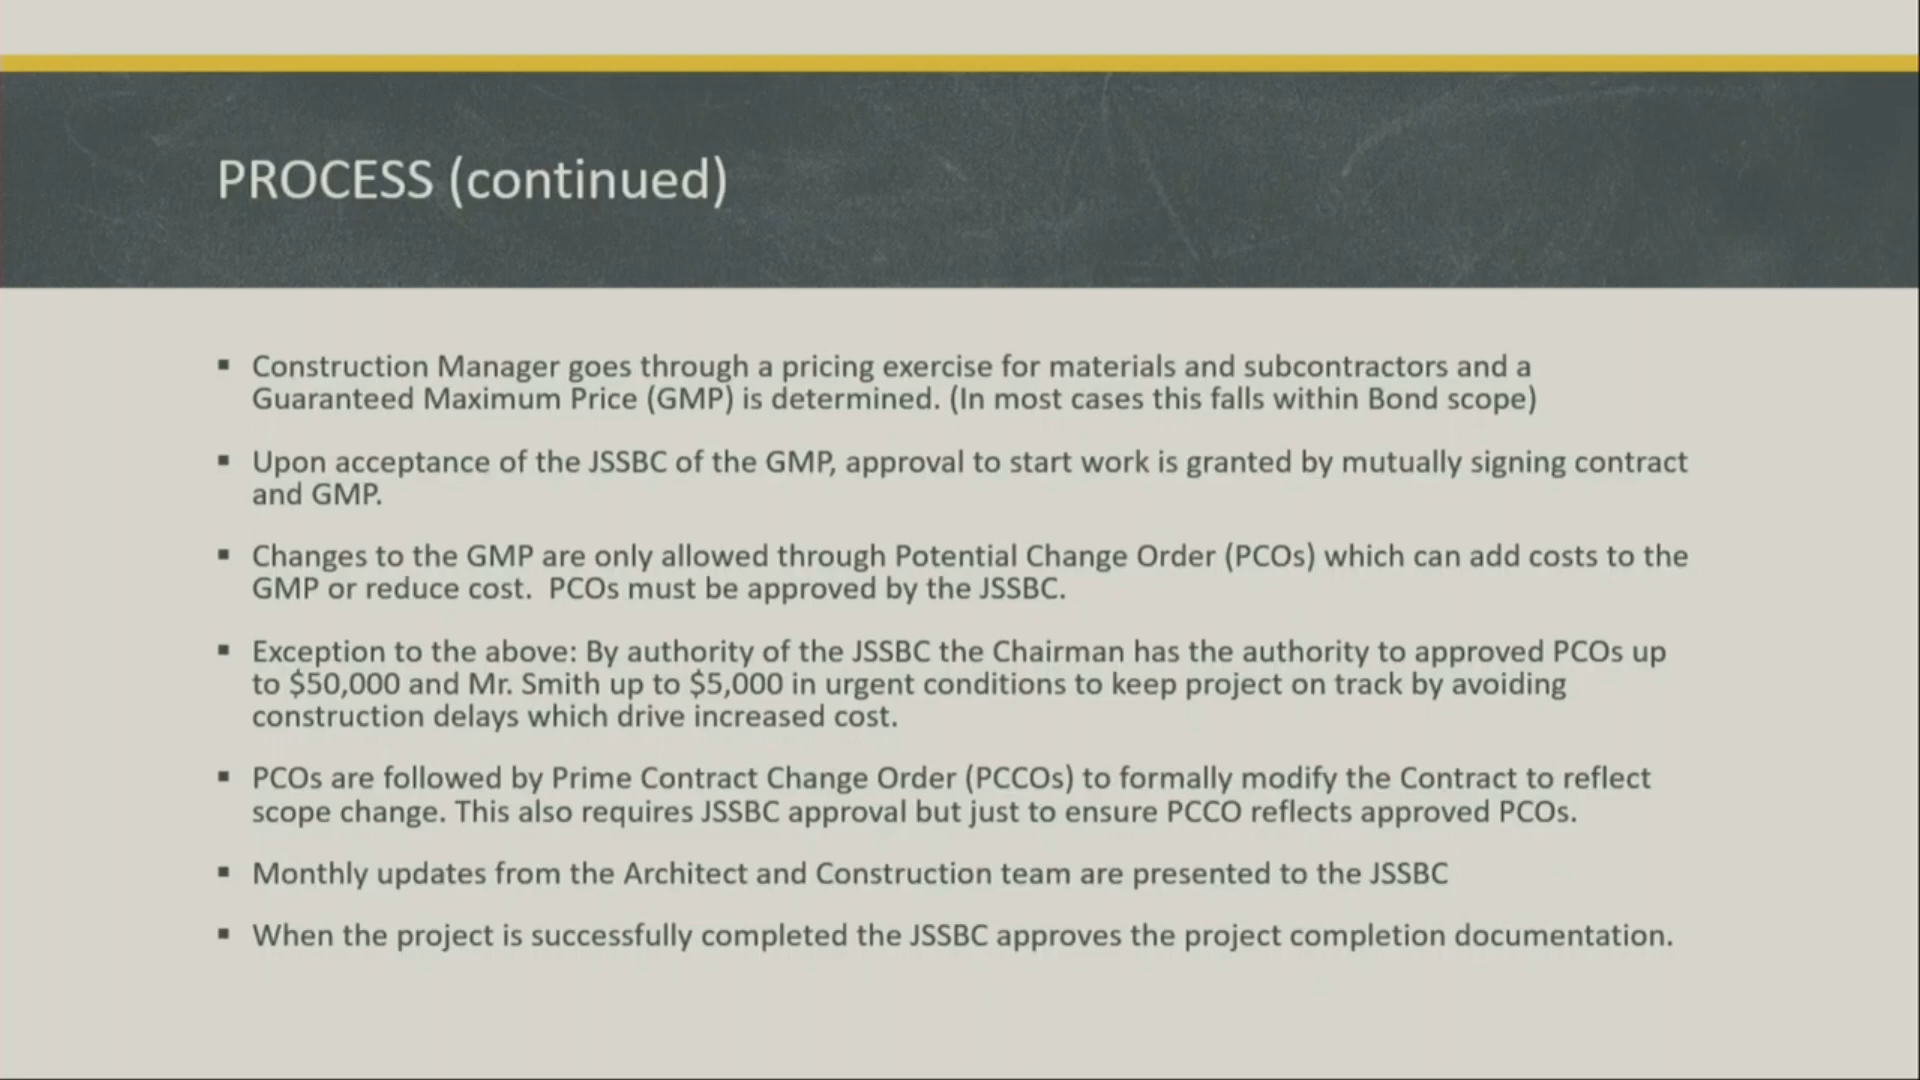 PROCESS (continued)
▪ Construction Manager goes through a pricing exercise for materials and subcontractors and a
Guaranteed Maximum Price (GMP) is determined. (In most cases this falls within Bond scope)
▪ Upon acceptance of the JSSBC of the GMP, approval to start work is granted by mutually signing contract
and GMP.
▪ Changes to the GMP are only allowed through Potential Change Order (PCOs) which can add costs to the
GMP or reduce cost.  PCOs must be approved by the JSSBC.
▪ Exception to the above: By authority of the JSSBC the Chairman has the authority to approved PCOs up
to $50,000 and Mr. Smith up to $5,000 in urgent conditions to keep project on track by avoiding
construction delays which drive increased cost.
▪ PCOs are followed by Prime Contract Change Order (PCCOs) to formally modify the Contract to reflect
scope change. This also requires JSSBC approval but just to ensure PCCO reflects approved PCOs.
▪ Monthly updates from the Architect and Construction team are presented to the JSSBC
▪ When the project is successfully completed the JSSBC approves the project completion documentation.